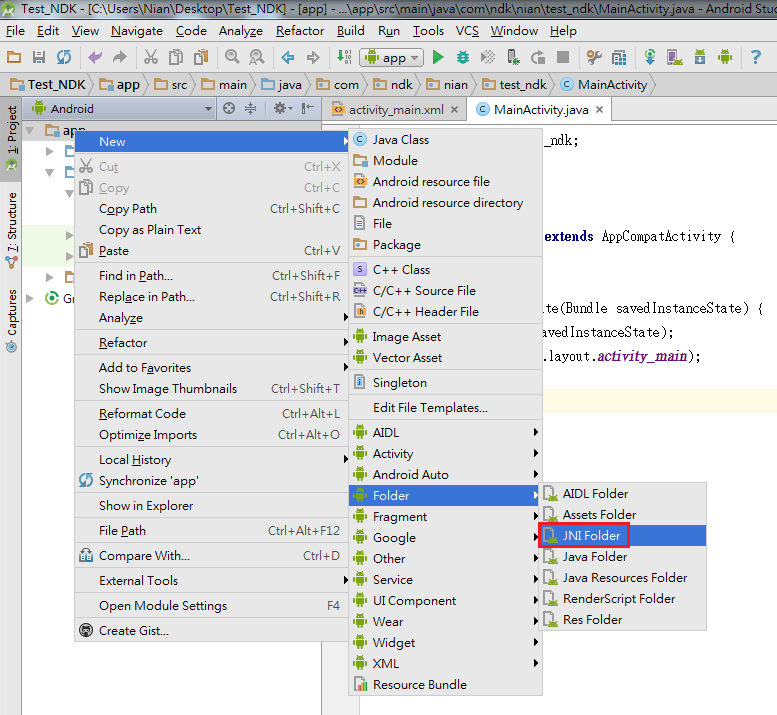 Test_NDK - [C:\Users\Nian\Desktop\Test_NDK] - [app] - ...\app\src\main\java\com\ndk\nian\test_ndk\MainActivity.java - Android Stu
File Edit View Navigate Code Analyze Refactor Build Run Tools VCS Window Help
app
Test_NDK app src main java com ndk nian test_ndk MainActivity
Android activity_main.xml MainActivity.java
1: Project
7: Structure
Captures
app
Gr
_ndk;
extends AppCompatActivity {
te(Bundle savedInstanceState) {
avedInstanceState);
.layout.activity_main);
New
Cut Ctrl+X
Copy Ctrl+C
Copy Path Ctrl+Shift+C
Copy as Plain Text
Paste Ctrl+V
Find in Path... Ctrl+Shift+F
Replace in Path... Ctrl+Shift+R
Analyze
Refactor
Add to Favorites
Show Image Thumbnails Ctrl+Shift+T
Reformat Code Ctrl+Alt+L
Optimize Imports Ctrl+Alt+O
Local History
Synchronize 'app'
Show in Explorer
File Path Ctrl+Alt+F12
Compare With... Ctrl+D
External Tools
Open Module Settings F4
Create Gist...
Java Class
Module
Android resource file
Android resource directory
File
Package
C++ Class
C/C++ Source File
C/C++ Header File
Image Asset
Vector Asset
Singleton
Edit File Templates...
AIDL
Activity
Android Auto
Folder
Fragment
Google
Other
Service
UI Component
Wear
Widget
XML
Resource Bundle
AIDL Folder
Assets Folder
JNI Folder
Java Folder
Java Resources Folder
RenderScript Folder
Res Folder